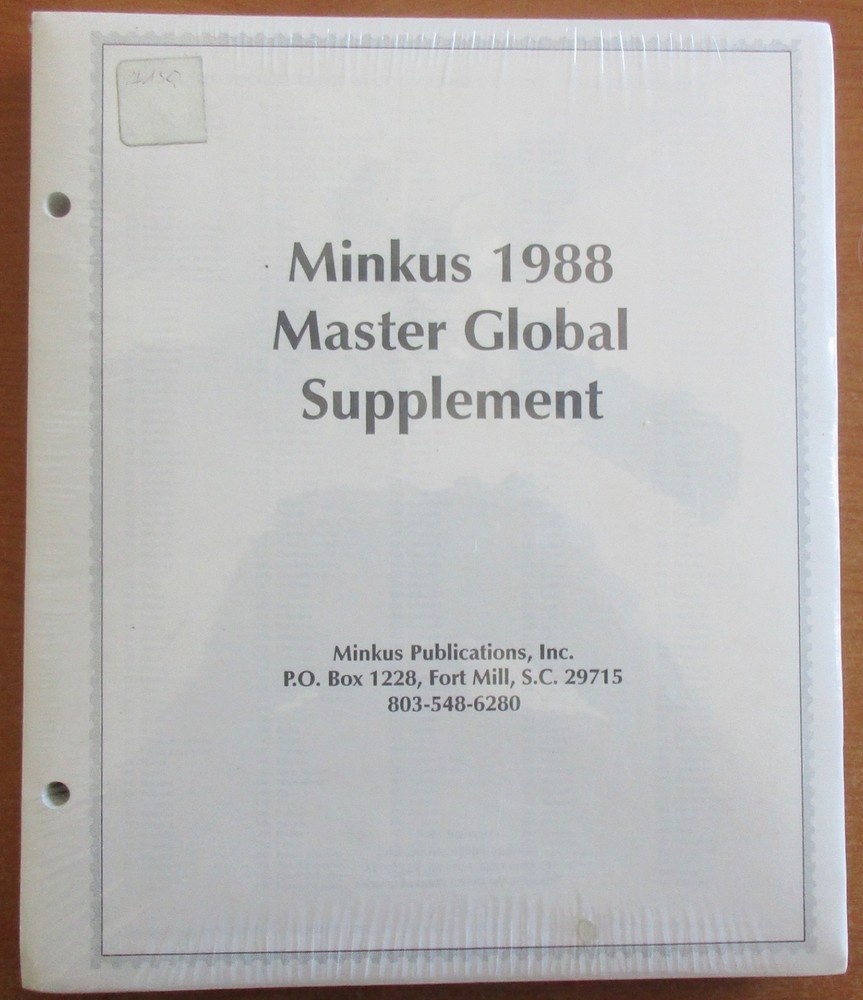 Minkus 1988
Master Global
Supplement
Minkus Publications, Inc.
P.O. Box 1228, Fort Mill, S.C. 29715
803-548-6280